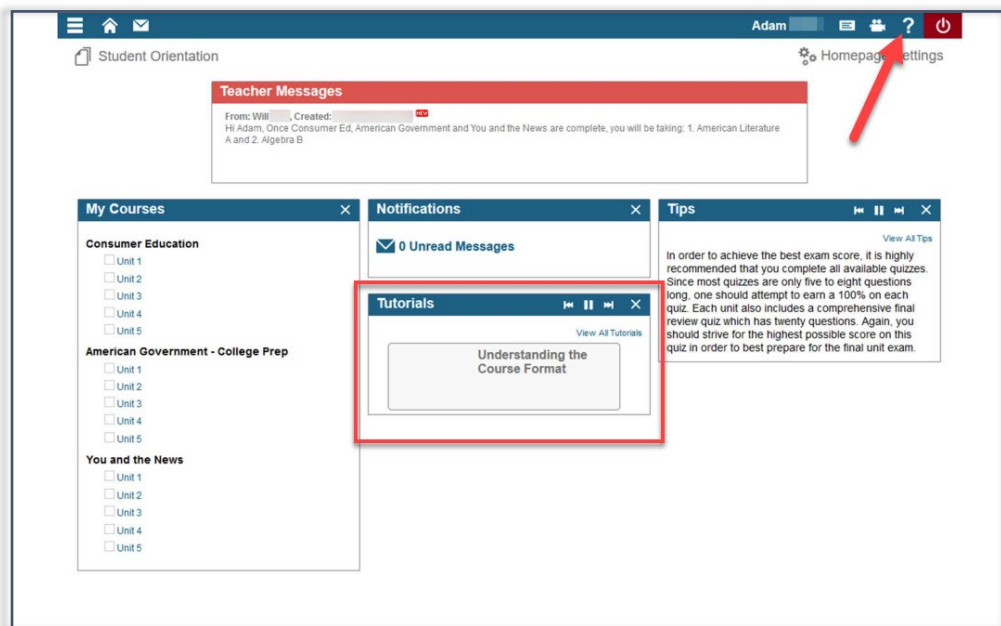 Adam
?
Student Orientation
Homepage Settings
Teacher Messages
From: Will , Created: NEW
Hi Adam, Once Consumer Ed, American Government and You and the News are complete, you will be taking: 1. American Literature
A and 2. Algebra B
My Courses
Consumer Education
Unit 1
Unit 2
Unit 3
Unit 4
Unit 5
American Government - College Prep
Unit 1
Unit 2
Unit 3
Unit 4
Unit 5
You and the News
Unit 1
Unit 2
Unit 3
Unit 4
Unit 5
Notifications
0 Unread Messages
Tutorials
View All Tutorials
Understanding the
Course Format
Tips
View All Tips
In order to achieve the best exam score, it is highly
recommended that you complete all available quizzes.
Since most quizzes are only five to eight questions
long, one should attempt to earn a 100% on each
quiz. Each unit also includes a comprehensive final
review quiz which has twenty questions. Again, you
should strive for the highest possible score on this
quiz in order to best prepare for the final unit exam.